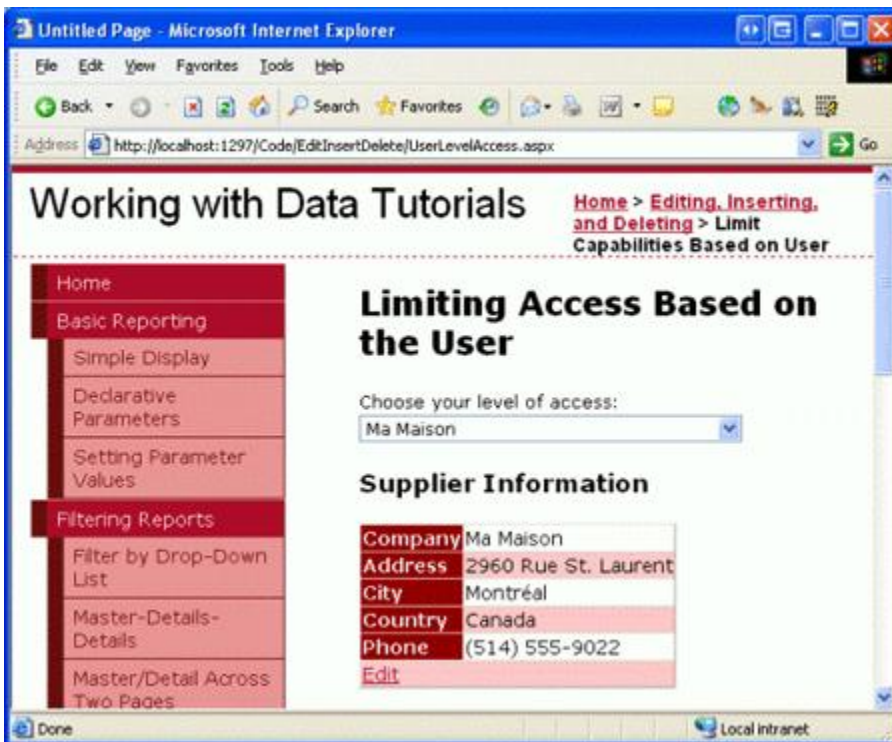 Untitled Page - Microsoft Internet Explorer
File Edit View Favorites Tools Help
Back Search Favorites
Address http://localhost:1297/Code/EditInsertDelete/UserLevelAccess.aspx Go
Working with Data Tutorials
Home > Editing, Inserting,
and Deleting > Limit
Capabilities Based on User
Home
Basic Reporting
Simple Display
Declarative
Parameters
Setting Parameter
Values
Filtering Reports
Filter by Drop-Down
List
Master-Details-
Details
Master/Detail Across
Two Pages
Limiting Access Based on
the User
Choose your level of access:
Ma Maison
Supplier Information
Company Ma Maison
Address 2960 Rue St. Laurent
City Montréal
Country Canada
Phone (514) 555-9022
Edit
Done Local intranet